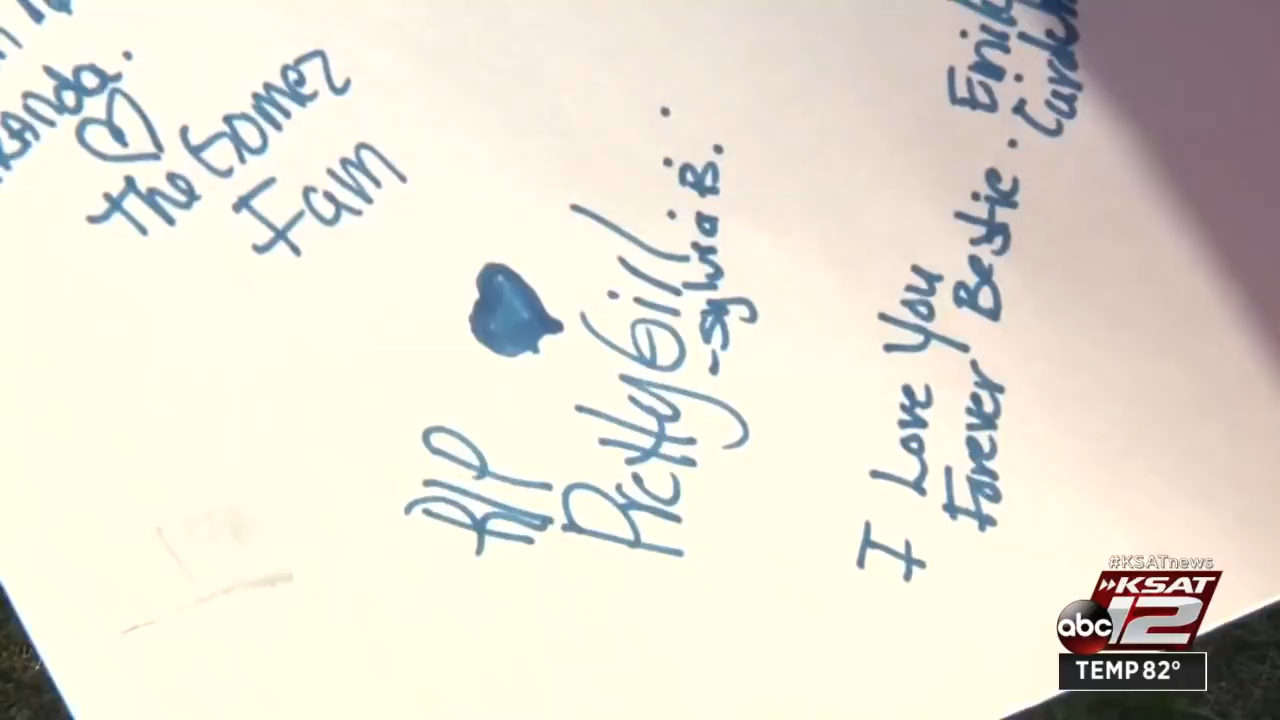 The Gomez
Fam
RIP
PrettyGirl.
-Sylvia B.
I Love You
Forever Bestie.
#KSATnews
KSAT
abc 12
TEMP 82°